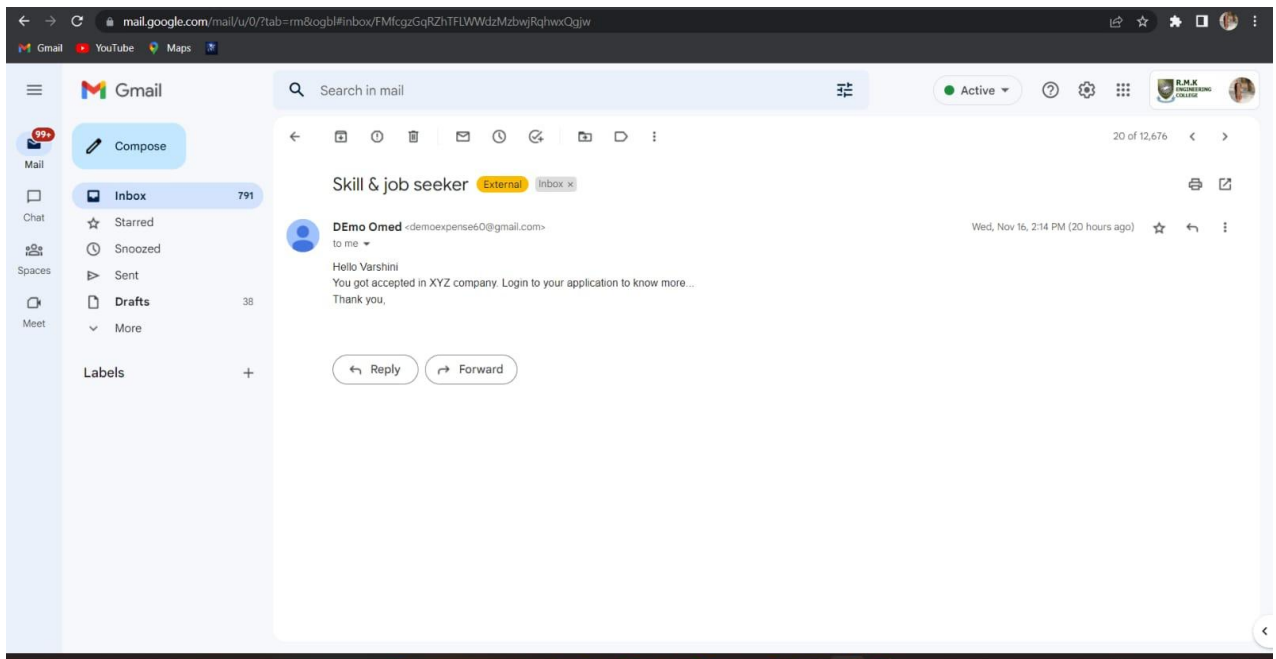 mail.google.com/mail/u/0/?tab=rm&ogbl#inbox/FMfcgzGqRZhTFLWWdzMzbwjRqhwxQgjw
Gmail YouTube Maps
Gmail
Search in mail
Active
R.M.K
ENGINEERING
COLLEGE
99+
Mail
Chat
Spaces
Meet
Compose
Inbox 791
Starred
Snoozed
Sent
Drafts 38
More
Labels
20 of 12,676
Skill & job seeker External Inbox ×
DEmo Omed <demoexpense60@gmail.com> Wed, Nov 16, 2:14 PM (20 hours ago)
to me
Hello Varshini
You got accepted in XYZ company. Login to your application to know more...
Thank you,
Reply Forward